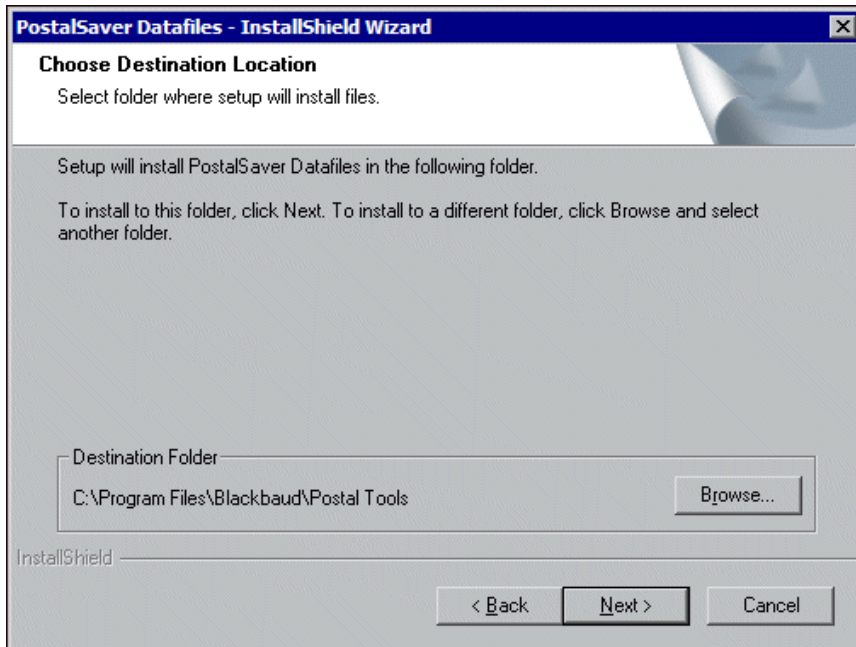 PostalSaver Datafiles - InstallShield Wizard
Choose Destination Location
Select folder where setup will install files.
Setup will install PostalSaver Datafiles in the following folder.
To install to this folder, click Next. To install to a different folder, click Browse and select
another folder.
Destination Folder
C:\Program Files\Blackbaud\Postal Tools
Browse...
InstallShield
< Back
Next >
Cancel